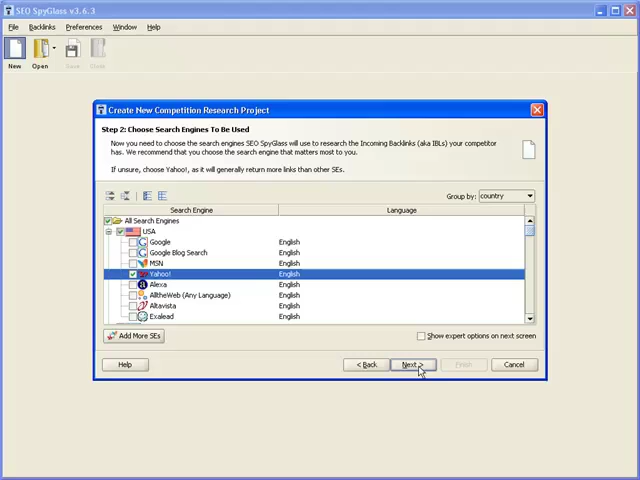 SEO SpyGlass v3.6.3
File Backlinks Preferences Window Help
New Open Save Close
Create New Competition Research Project
Step 2: Choose Search Engines To Be Used
Now you need to choose the search engines SEO SpyGlass will use to research the Incoming Backlinks (aka IBLs) your competitor
has. We recommend that you choose the search engine that matters most to you.
If unsure, choose Yahoo!, as it will generally return more links than other SEs.
Group by: country
Search Engine Language
All Search Engines
USA
Google English
Google Blog Search English
MSN English
Yahoo! English
Alexa English
AlltheWeb (Any Language) English
Altavista English
Exalead English
Add More SEs Show expert options on next screen
Help < Back Next > Finish Cancel